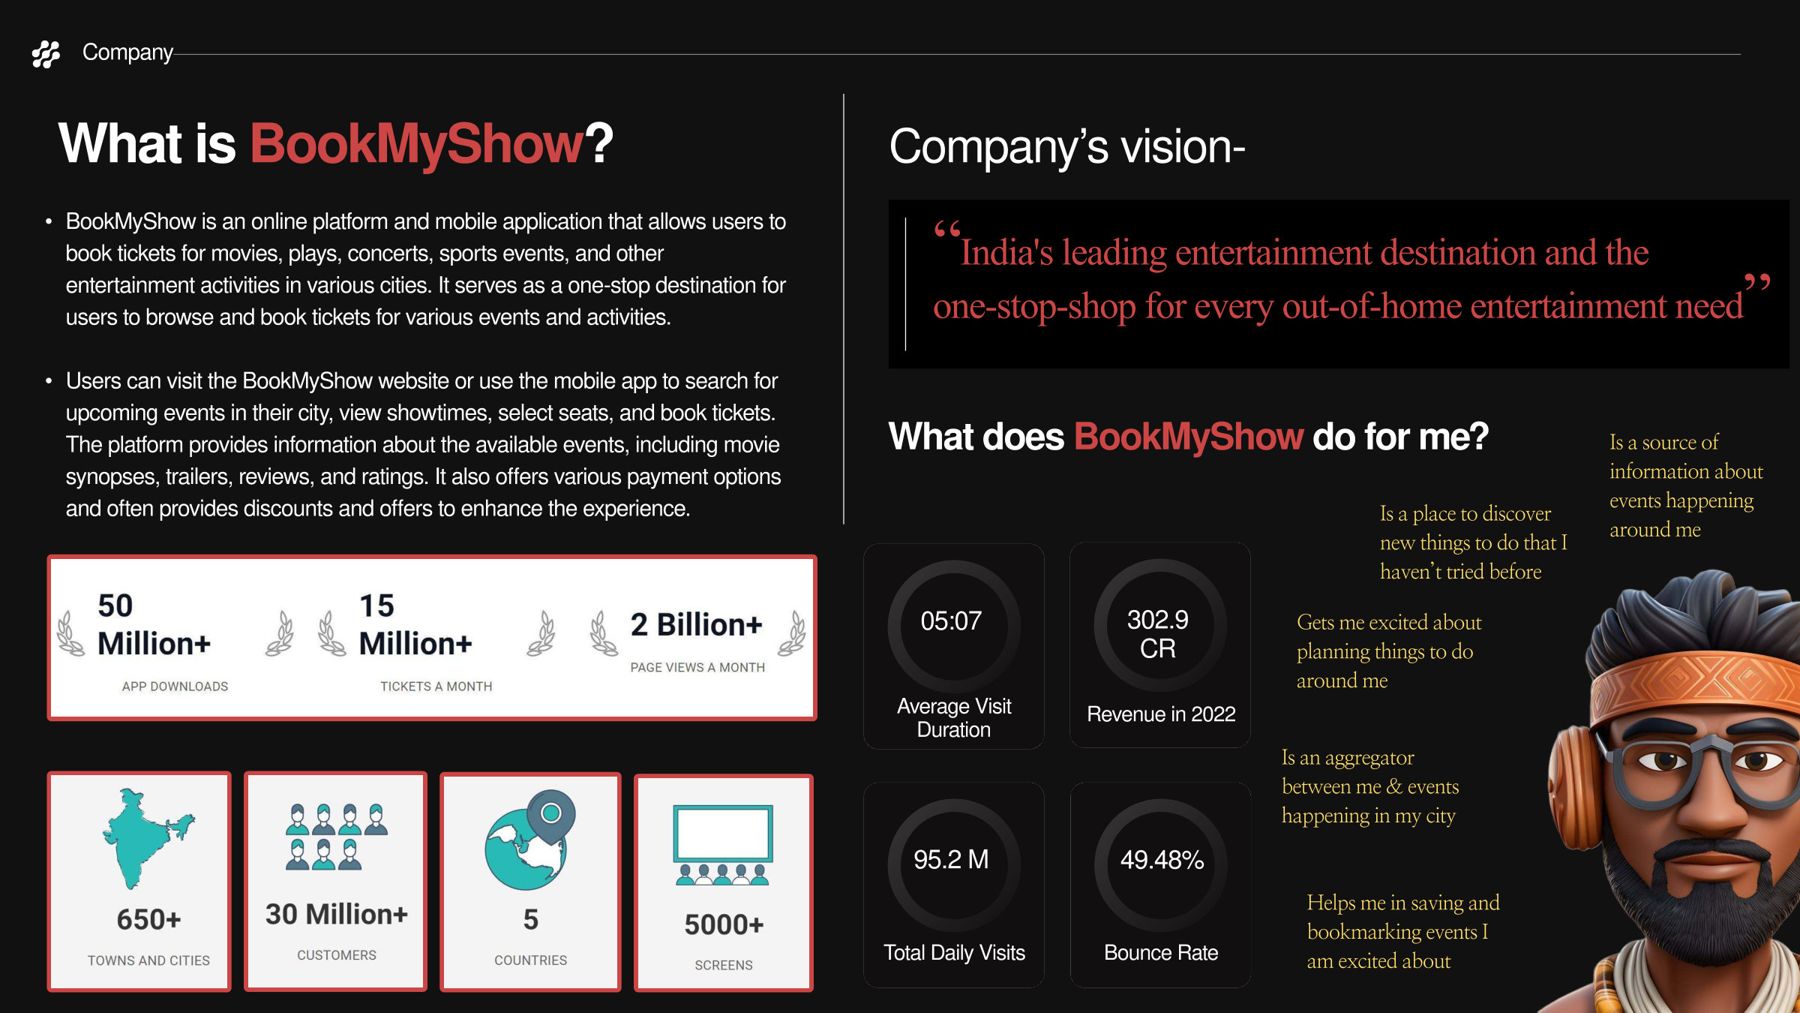 Company
What is BookMyShow?
• BookMyShow is an online platform and mobile application that allows users to
book tickets for movies, plays, concerts, sports events, and other
entertainment activities in various cities. It serves as a one-stop destination for
users to browse and book tickets for various events and activities.
• Users can visit the BookMyShow website or use the mobile app to search for
upcoming events in their city, view showtimes, select seats, and book tickets.
The platform provides information about the available events, including movie
synopses, trailers, reviews, and ratings. It also offers various payment options
and often provides discounts and offers to enhance the experience.
50
Million+
APP DOWNLOADS
15
Million+
TICKETS A MONTH
2 Billion+
PAGE VIEWS A MONTH
650+
TOWNS AND CITIES
30 Million+
CUSTOMERS
5
COUNTRIES
5000+
SCREENS
Company’s vision-
“India's leading entertainment destination and the
one-stop-shop for every out-of-home entertainment need”
What does BookMyShow do for me?
05:07
Average Visit
Duration
302.9
CR
Revenue in 2022
95.2 M
Total Daily Visits
49.48%
Bounce Rate
Is a source of
information about
events happening
around me
Is a place to discover
new things to do that I
haven’t tried before
Gets me excited about
planning things to do
around me
Is an aggregator
between me & events
happening in my city
Helps me in saving and
bookmarking events I
am excited about